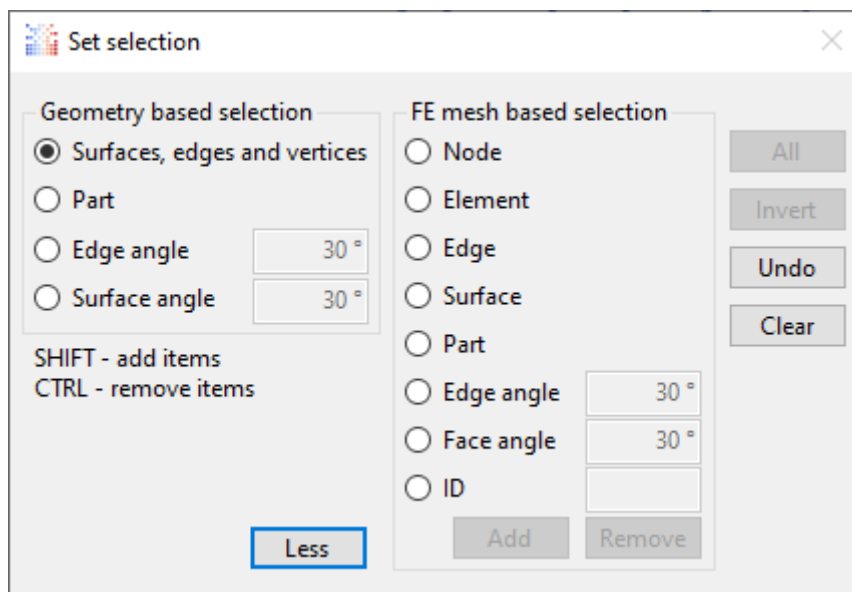 Set selection
Geometry based selection
Surfaces, edges and vertices
Part
Edge angle 30 °
Surface angle 30 °
SHIFT - add items
CTRL - remove items
Less
FE mesh based selection
Node
Element
Edge
Surface
Part
Edge angle 30 °
Face angle 30 °
ID
Add Remove
All
Invert
Undo
Clear